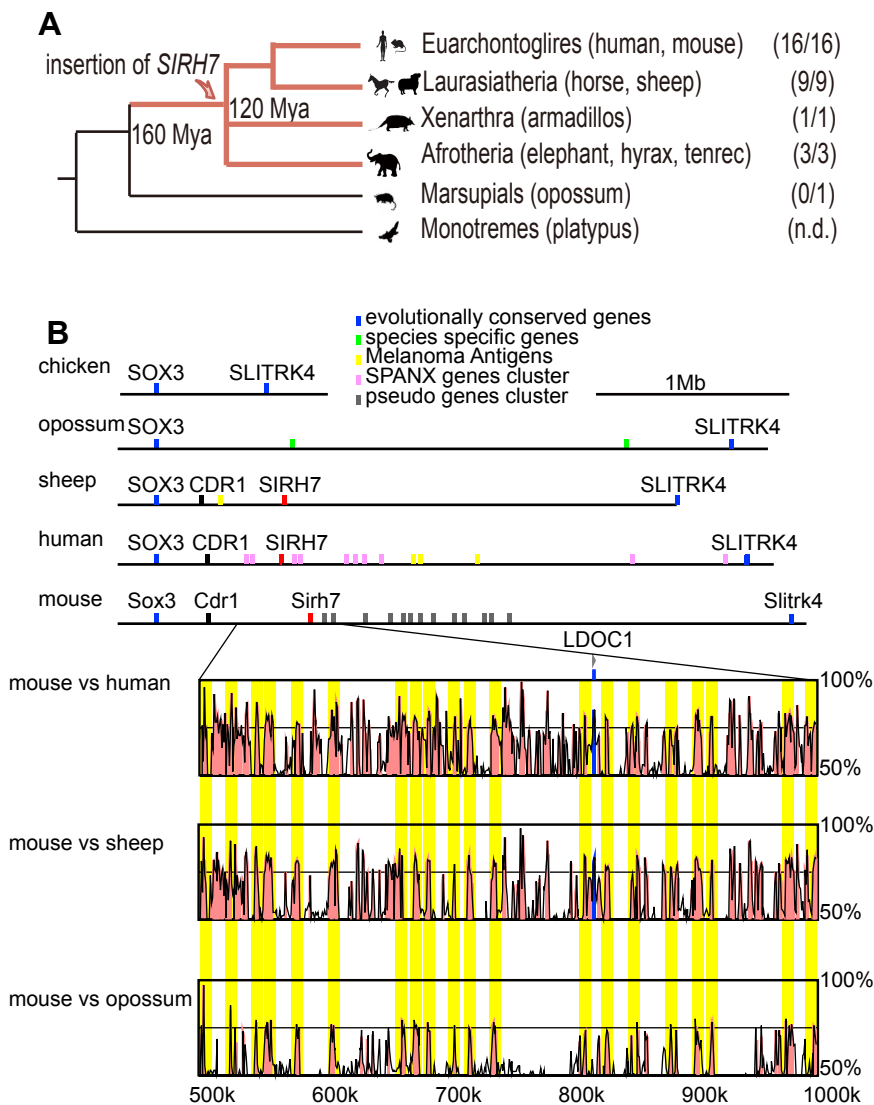 A
insertion of SIRH7
160 Mya
120 Mya
Euarchontoglires (human, mouse) (16/16)
Laurasiatheria (horse, sheep) (9/9)
Xenarthra (armadillos) (1/1)
Afrotheria (elephant, hyrax, tenrec) (3/3)
Marsupials (opossum) (0/1)
Monotremes (platypus) (n.d.)
B
evolutionally conserved genes
species specific genes
Melanoma Antigens
SPANX genes cluster
pseudo genes cluster
1Mb
chicken
SOX3 SLITRK4
opossum
SOX3 SLITRK4
sheep
SOX3 CDR1 SIRH7 SLITRK4
human
SOX3 CDR1 SIRH7 SLITRK4
mouse
Sox3 Cdr1 Sirh7 Slitrk4
LDOC1
mouse vs human
100%
50%
mouse vs sheep
100%
50%
mouse vs opossum
100%
50%
500k 600k 700k 800k 900k 1000k